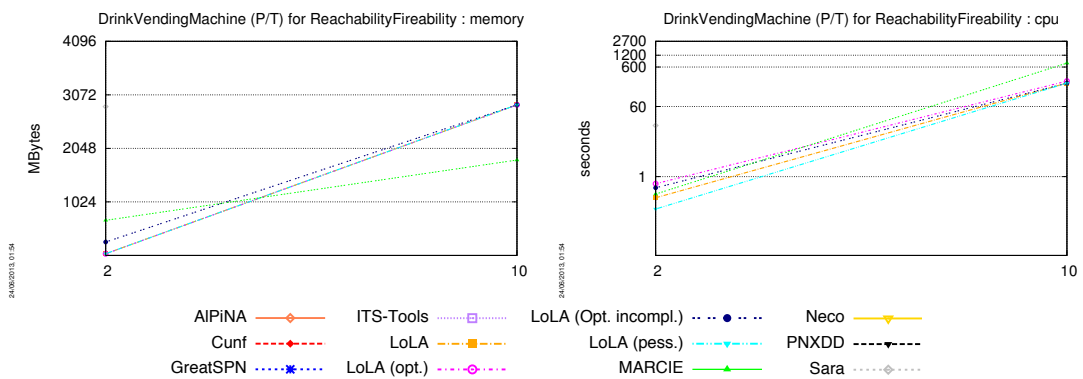 DrinkVendingMachine (P/T) for ReachabilityFireability : memory
4096
3072
2048
1024
MBytes
2
10
24/06/2013, 01:54
DrinkVendingMachine (P/T) for ReachabilityFireability : cpu
2700
1200
600
60
1
seconds
2
10
24/06/2013, 01:54
AlPiNA
Cunf
GreatSPN
ITS-Tools
LoLA
LoLA (opt.)
LoLA (Opt. incompl.)
LoLA (pess.)
MARCIE
Neco
PNXDD
Sara